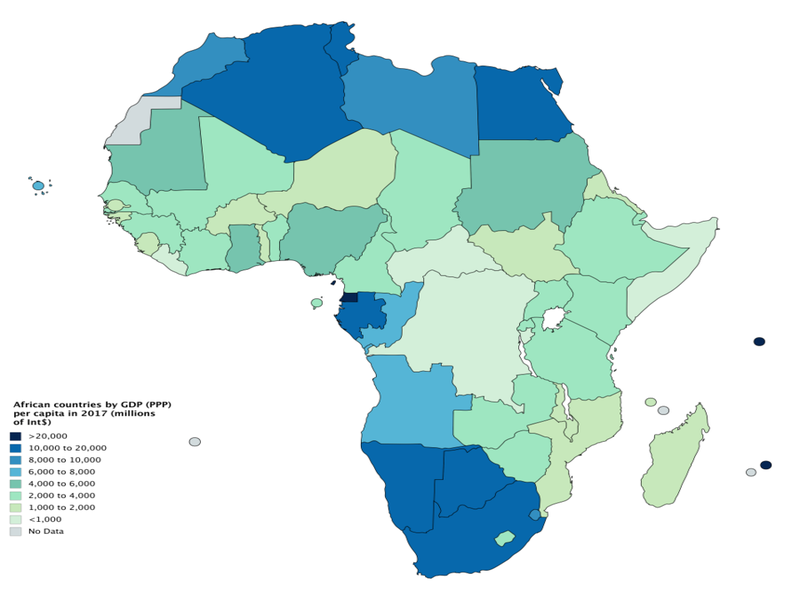 African countries by GDP (PPP)
per capita in 2017 (millions
of Int$)
>20,000
10,000 to 20,000
8,000 to 10,000
6,000 to 8,000
4,000 to 6,000
2,000 to 4,000
1,000 to 2,000
<1,000
No Data